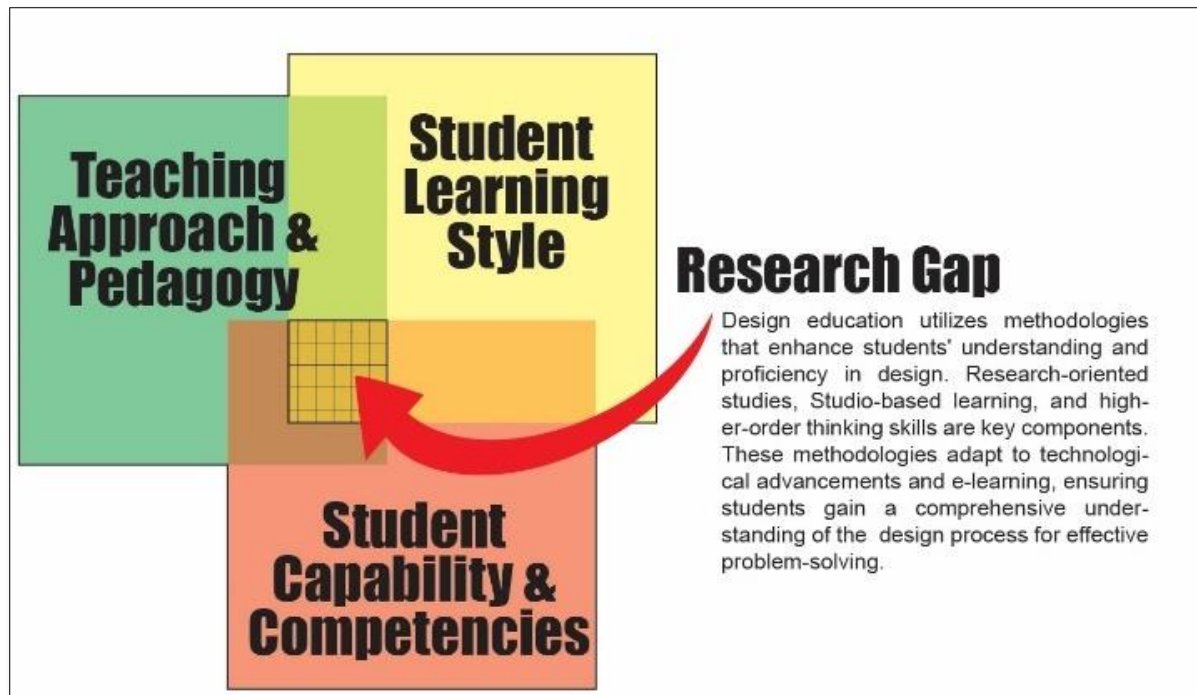 Teaching
Approach &
Pedagogy
Student
Learning
Style
Student
Capability &
Competencies
Research Gap
Design education utilizes methodologies
that enhance students' understanding and
proficiency in design. Research-oriented
studies, Studio-based learning, and high-
er-order thinking skills are key components.
These methodologies adapt to technologi-
cal advancements and e-learning, ensuring
students gain a comprehensive under-
standing of the design process for effective
problem-solving.